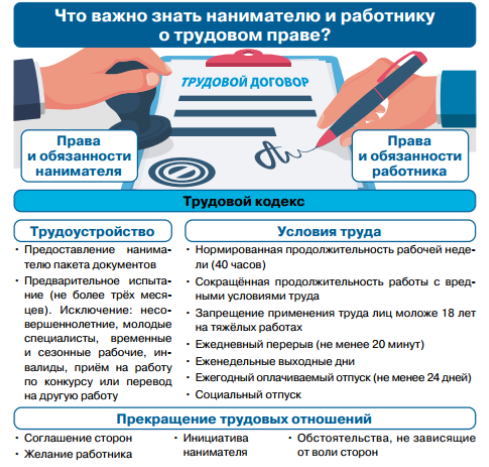 Что важно знать нанимателю и работнику
о трудовом праве?
ТРУДОВОЙ ДОГОВОР
Права
и обязанности
нанимателя
Права
и обязанности
работника
Трудовой кодекс
Трудоустройство
• Предоставление нанима-
телю пакета документов
• Предварительное испыта-
ние (не более трёх меся-
цев). Исключение: несо-
вершеннолетние, молодые
специалисты, временные
и сезонные рабочие, ин-
валиды, приём на работу
по конкурсу или перевод
на другую работу
Условия труда
• Нормированная продолжительность рабочей неде-
ли (40 часов)
• Сокращённая продолжительность работы с вред-
ными условиями труда
• Запрещение применения труда лиц моложе 18 лет
на тяжёлых работах
• Ежедневный перерыв (не менее 20 минут)
• Еженедельные выходные дни
• Ежегодный оплачиваемый отпуск (не менее 24 дней)
• Социальный отпуск
Прекращение трудовых отношений
• Соглашение сторон
• Желание работника
• Инициатива
нанимателя
• Обстоятельства, не зависящие
от воли сторон